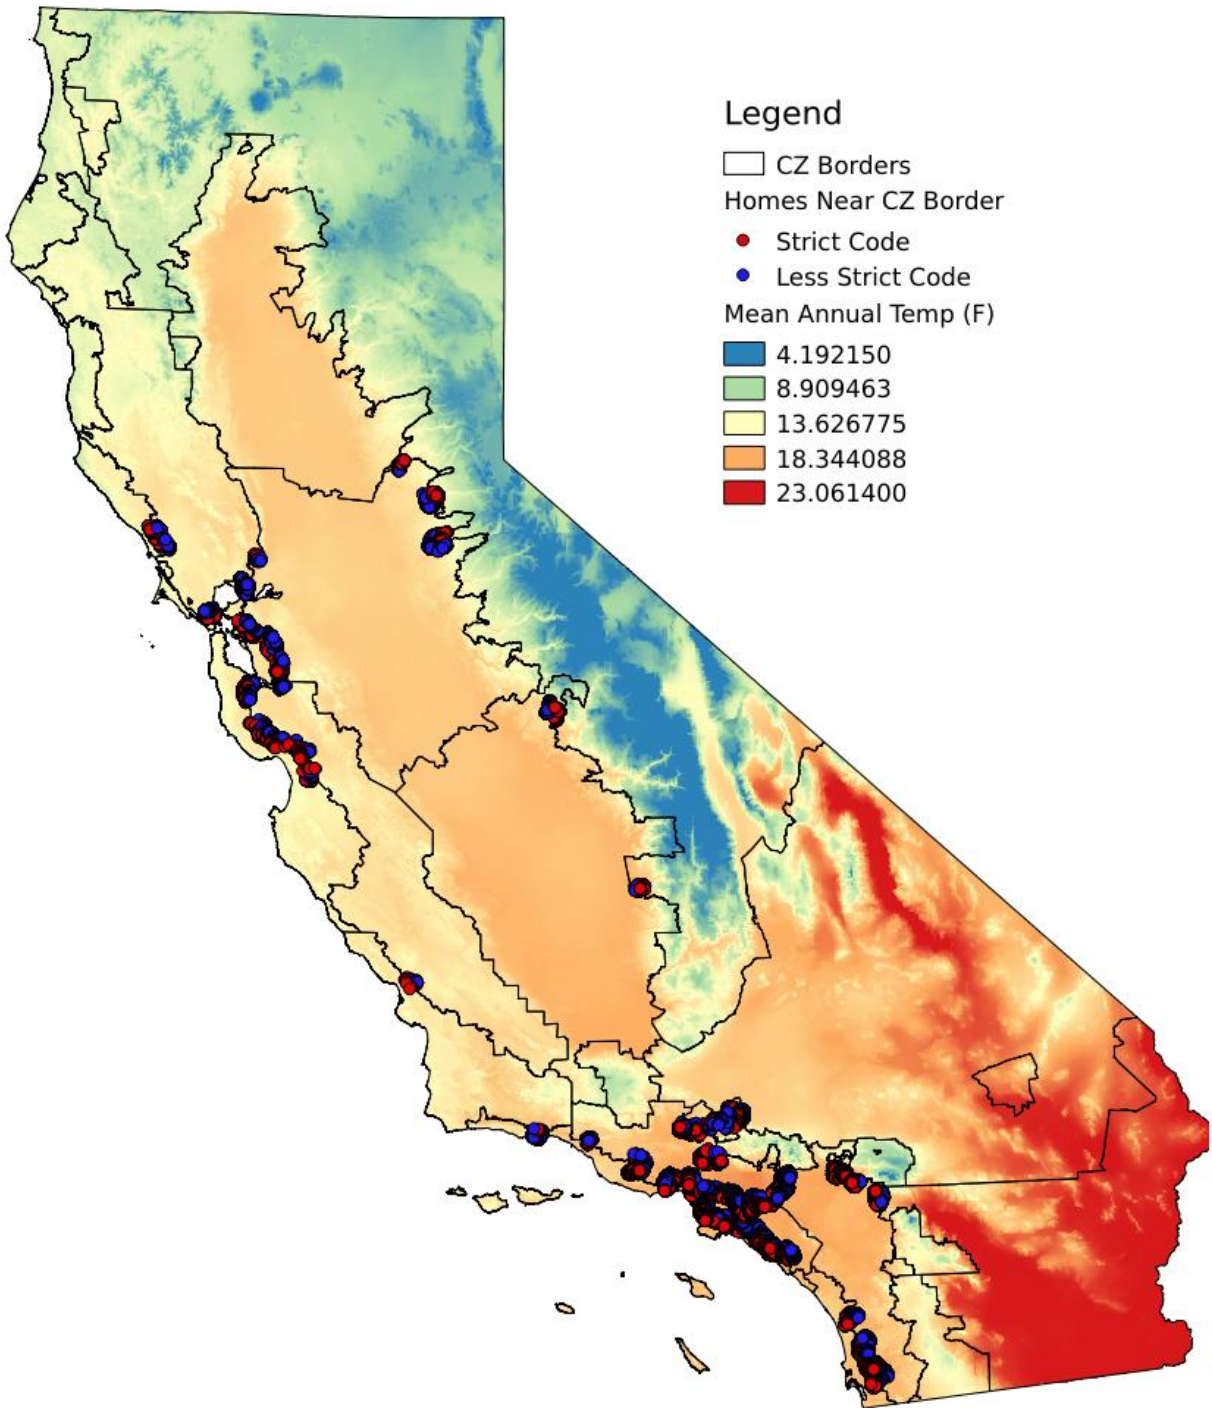 Legend
CZ Borders
Homes Near CZ Border
Strict Code
Less Strict Code
Mean Annual Temp (F)
4.192150
8.909463
13.626775
18.344088
23.061400